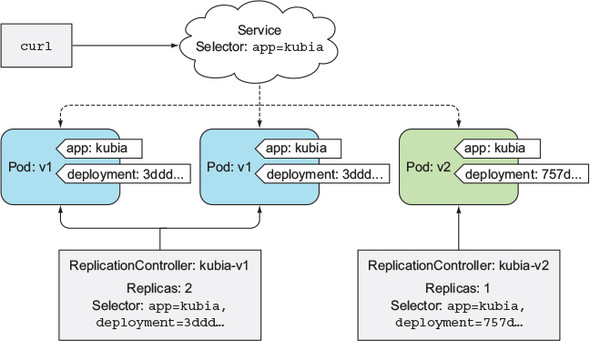 curl
Service
Selector: app=kubia
Pod: v1
app: kubia
deployment: 3ddd...
Pod: v1
app: kubia
deployment: 3ddd...
Pod: v2
app: kubia
deployment: 757d...
ReplicationController: kubia-v1
Replicas: 2
Selector: app=kubia,
deployment=3ddd…
ReplicationController: kubia-v2
Replicas: 1
Selector: app=kubia,
deployment=757d…